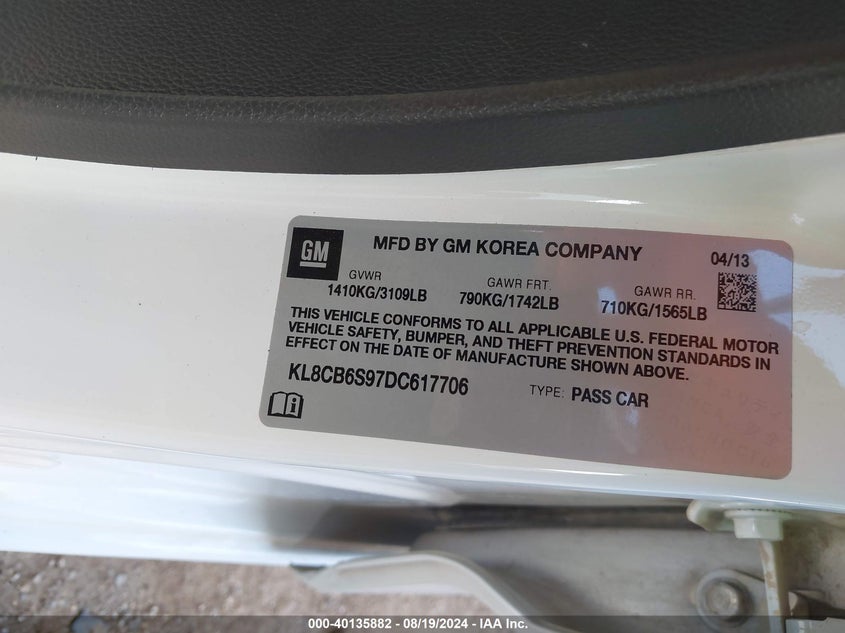 GM
MFD BY GM KOREA COMPANY
04/13
GVWR
1410KG/3109LB
GAWR FRT.
790KG/1742LB
GAWR RR.
710KG/1565LB
THIS VEHICLE CONFORMS TO ALL APPLICABLE U.S. FEDERAL MOTOR
VEHICLE SAFETY, BUMPER, AND THEFT PREVENTION STANDARDS IN
EFFECT ON THE DATE OF MANUFACTURE SHOWN ABOVE.
KL8CB6S97DC617706
TYPE: PASS CAR
000-40135882 - 08/19/2024 - IAA Inc.